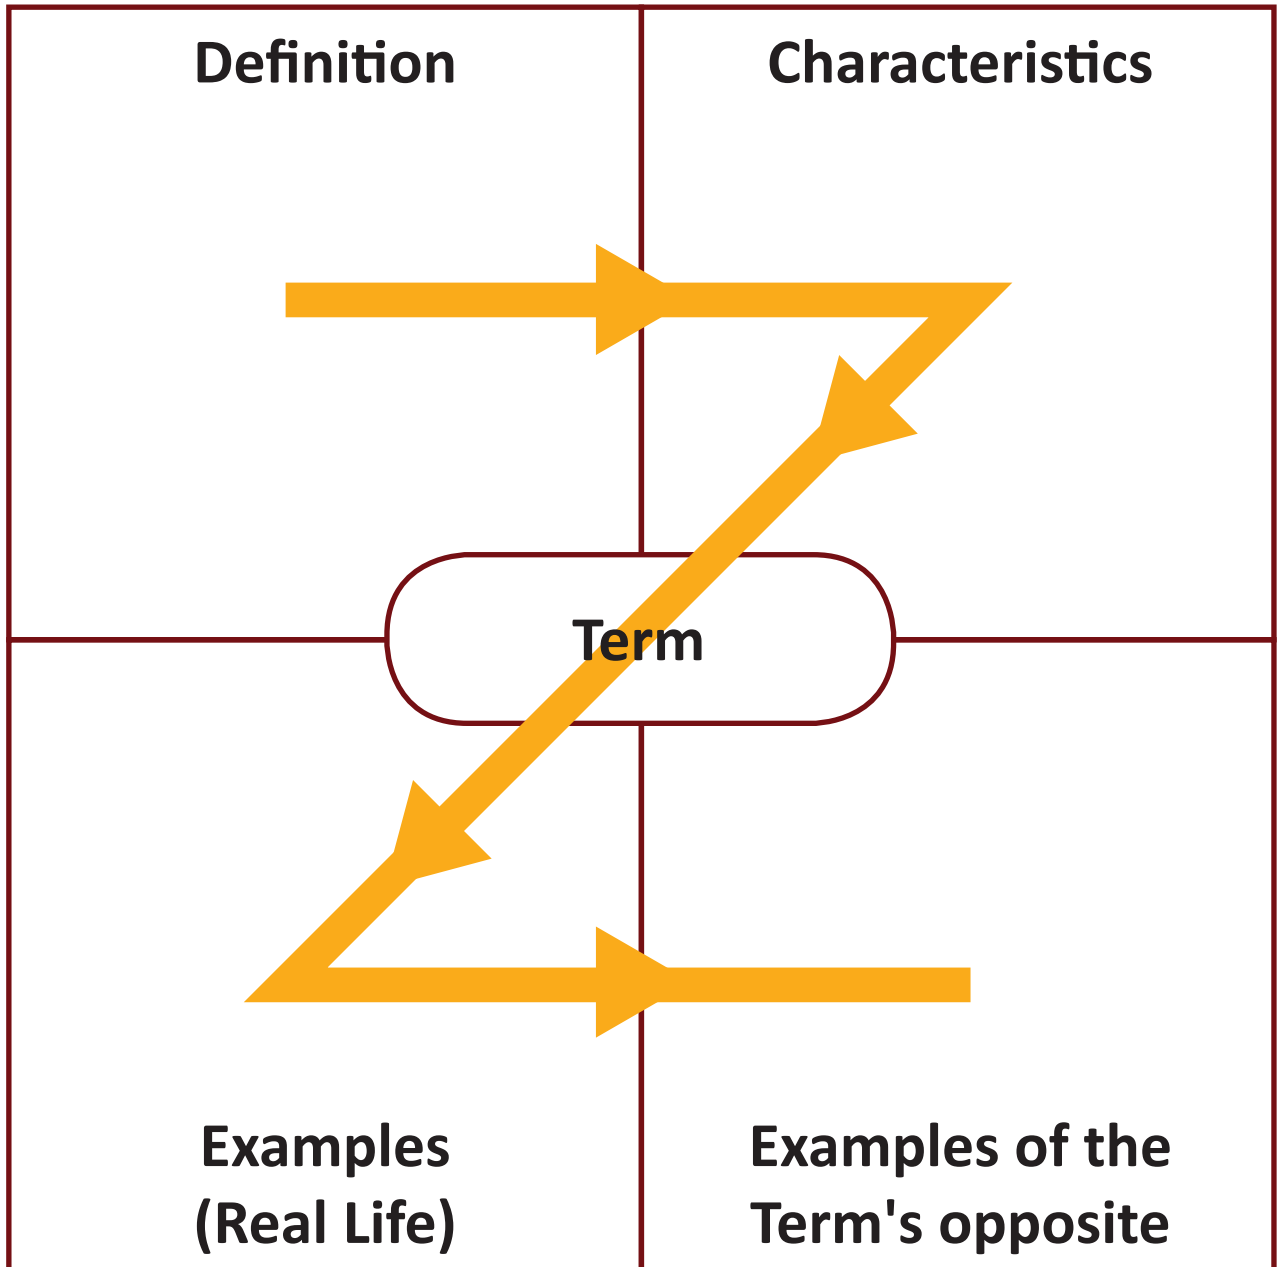 Definition
Characteristics
Term
Examples
(Real Life)
Examples of the
Term's opposite